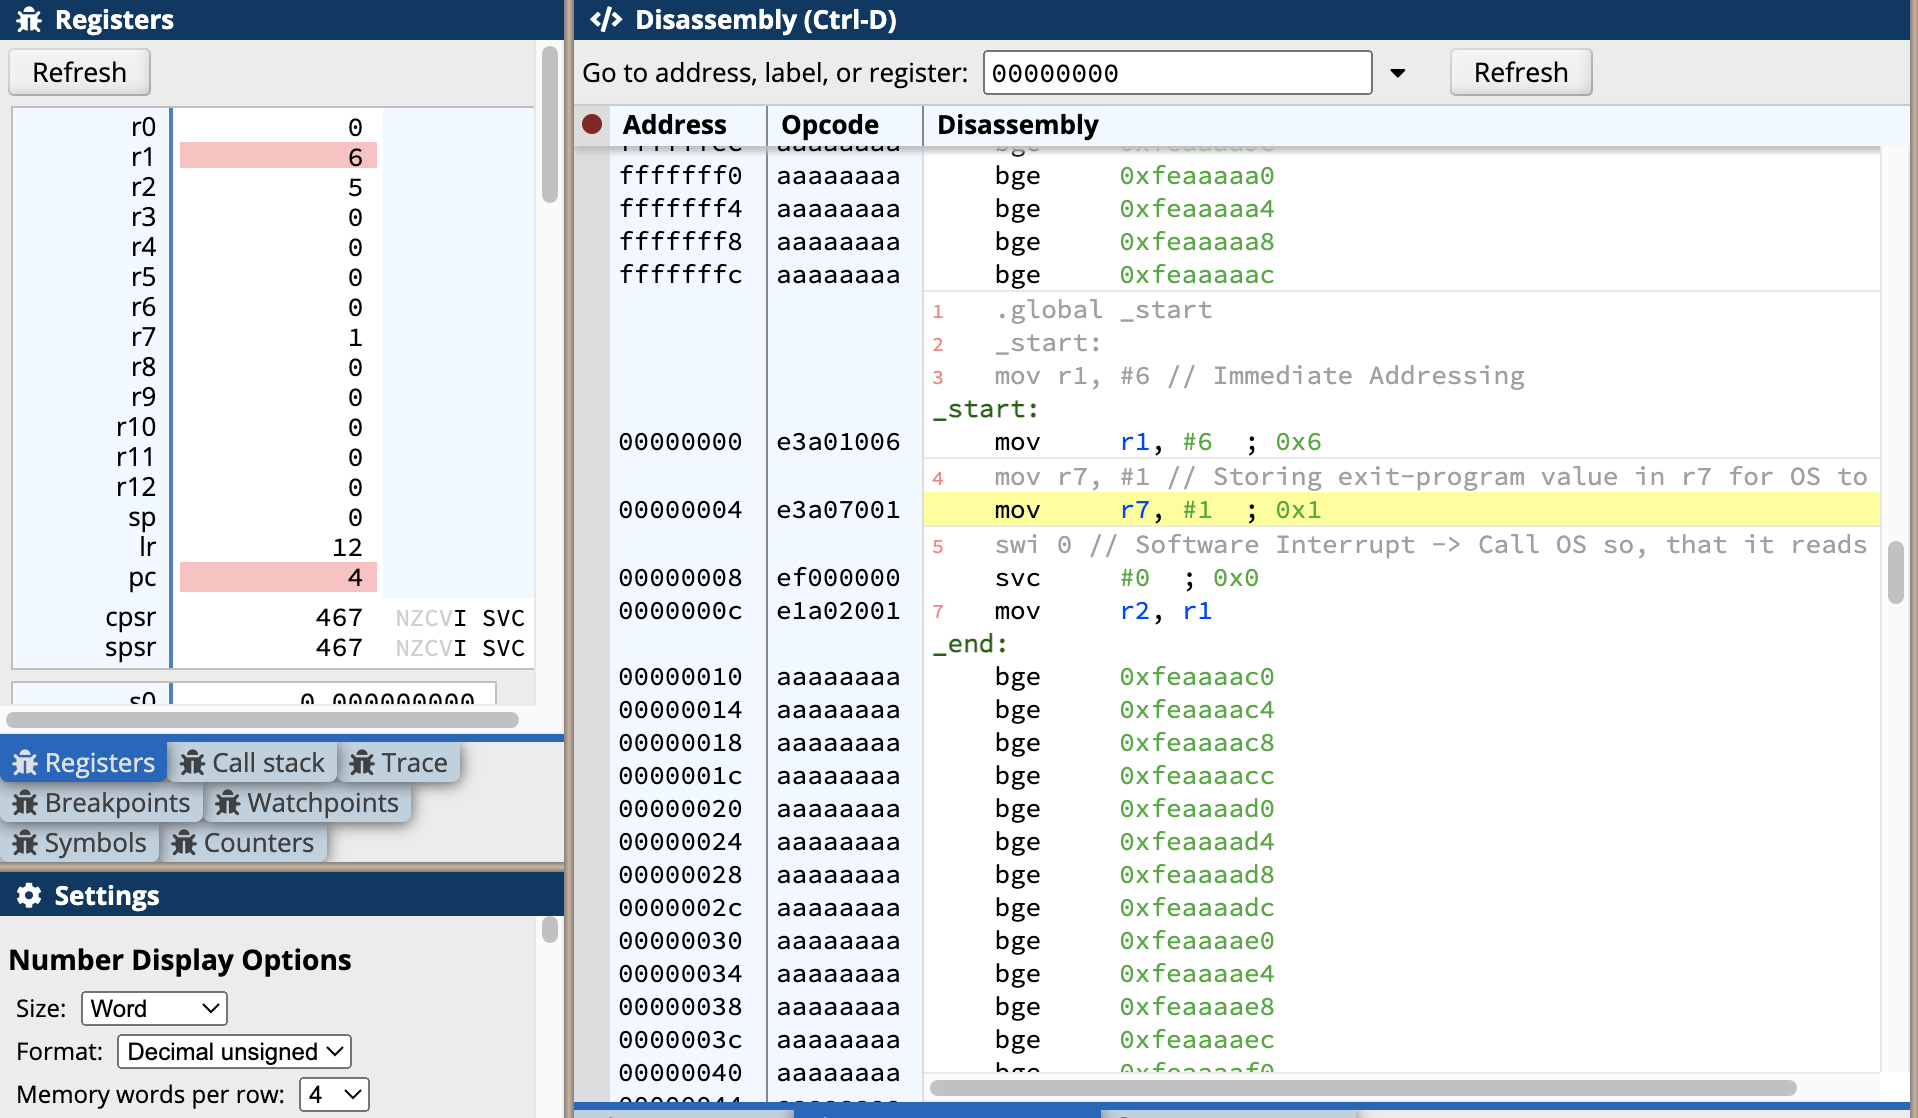 Registers
Refresh
r0 0
r1 6
r2 5
r3 0
r4 0
r5 0
r6 0
r7 1
r8 0
r9 0
r10 0
r11 0
r12 0
sp 0
lr 12
pc 4
cpsr 467 NZCVI SVC
spsr 467 NZCVI SVC
s0 0.000000000
Registers Call stack Trace
Breakpoints Watchpoints
Symbols Counters
Settings
Number Display Options
Size: Word
Format: Decimal unsigned
Memory words per row: 4
</> Disassembly (Ctrl-D)
Go to address, label, or register: 00000000 Refresh
Address Opcode Disassembly
fffffff0 aaaaaaaa bge 0xfeaaaaa0
fffffff4 aaaaaaaa bge 0xfeaaaaa4
fffffff8 aaaaaaaa bge 0xfeaaaaa8
fffffffc aaaaaaaa bge 0xfeaaaaac
1 .global _start
2 _start:
3 mov r1, #6 // Immediate Addressing
_start:
00000000 e3a01006 mov r1, #6 ; 0x6
4 mov r7, #1 // Storing exit-program value in r7 for OS to
00000004 e3a07001 mov r7, #1 ; 0x1
5 swi 0 // Software Interrupt -> Call OS so, that it reads
00000008 ef000000 svc #0 ; 0x0
0000000c e1a02001 7 mov r2, r1
_end:
00000010 aaaaaaaa bge 0xfeaaaac0
00000014 aaaaaaaa bge 0xfeaaaac4
00000018 aaaaaaaa bge 0xfeaaaac8
0000001c aaaaaaaa bge 0xfeaaaacc
00000020 aaaaaaaa bge 0xfeaaaad0
00000024 aaaaaaaa bge 0xfeaaaad4
00000028 aaaaaaaa bge 0xfeaaaad8
0000002c aaaaaaaa bge 0xfeaaaadc
00000030 aaaaaaaa bge 0xfeaaaae0
00000034 aaaaaaaa bge 0xfeaaaae4
00000038 aaaaaaaa bge 0xfeaaaae8
0000003c aaaaaaaa bge 0xfeaaaaec
00000040 aaaaaaaa bge 0xfeaaaaf0